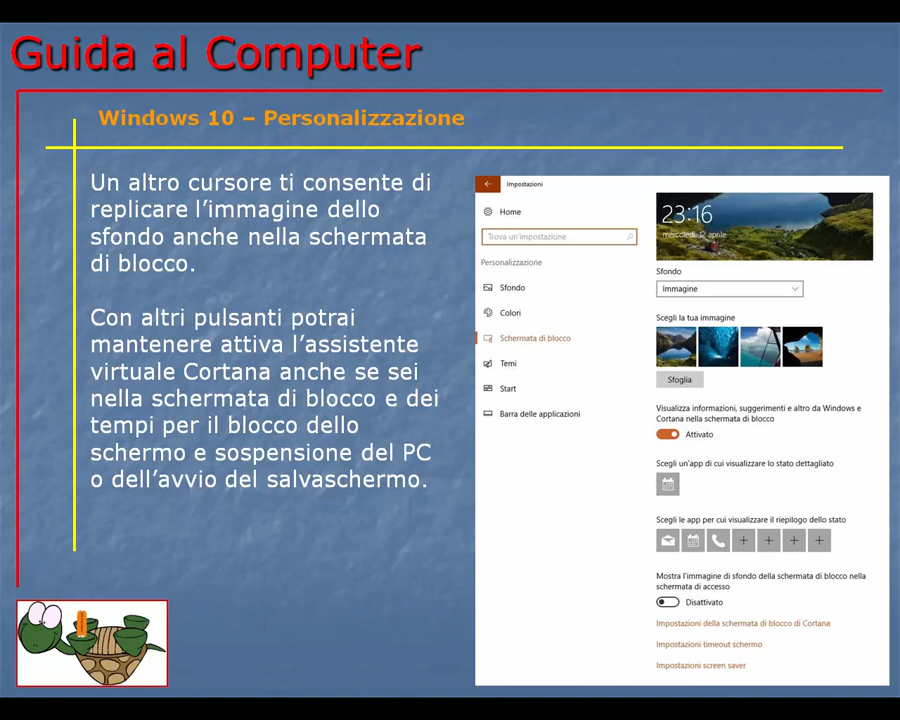 Guida al Computer
Windows 10 – Personalizzazione
Un altro cursore ti consente di
replicare l'immagine dello
sfondo anche nella schermata
di blocco.
Con altri pulsanti potrai
mantenere attiva l'assistente
virtuale Cortana anche se sei
nella schermata di blocco e dei
tempi per il blocco dello
schermo e sospensione del PC
o dell'avvio del salvaschermo.
Impostazioni
Home
Trova un'impostazione
Personalizzazione
Sfondo
Colori
Schermata di blocco
Temi
Start
Barra delle applicazioni
23:16
mercoledì 12 aprile
Sfondo
Immagine
Scegli la tua immagine
Sfoglia
Visualizza informazioni, suggerimenti e altro da Windows e
Cortana nella schermata di blocco
Attivato
Scegli un'app di cui visualizzare lo stato dettagliato
Scegli le app per cui visualizzare il riepilogo dello stato
Mostra l'immagine di sfondo della schermata di blocco nella
schermata di accesso
Disattivato
Impostazioni della schermata di blocco di Cortana
Impostazioni timeout schermo
Impostazioni screen saver